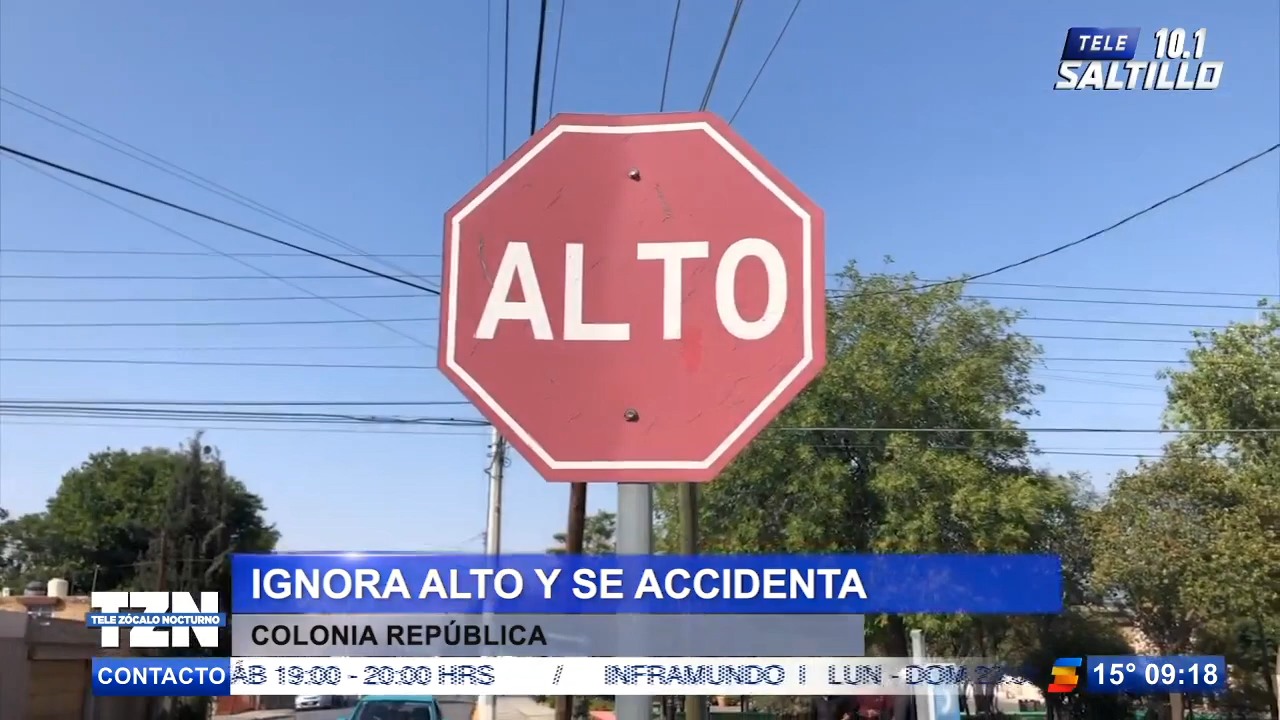 TELE 10.1
SALTILLO
ALTO
IGNORA ALTO Y SE ACCIDENTA
TZN
TELE ZÓCALO NOCTURNO
COLONIA REPÚBLICA
CONTACTO
ÁB 19:00 - 20:00 HRS / INFRAMUNDO I LUN - DOM
15° 09:18